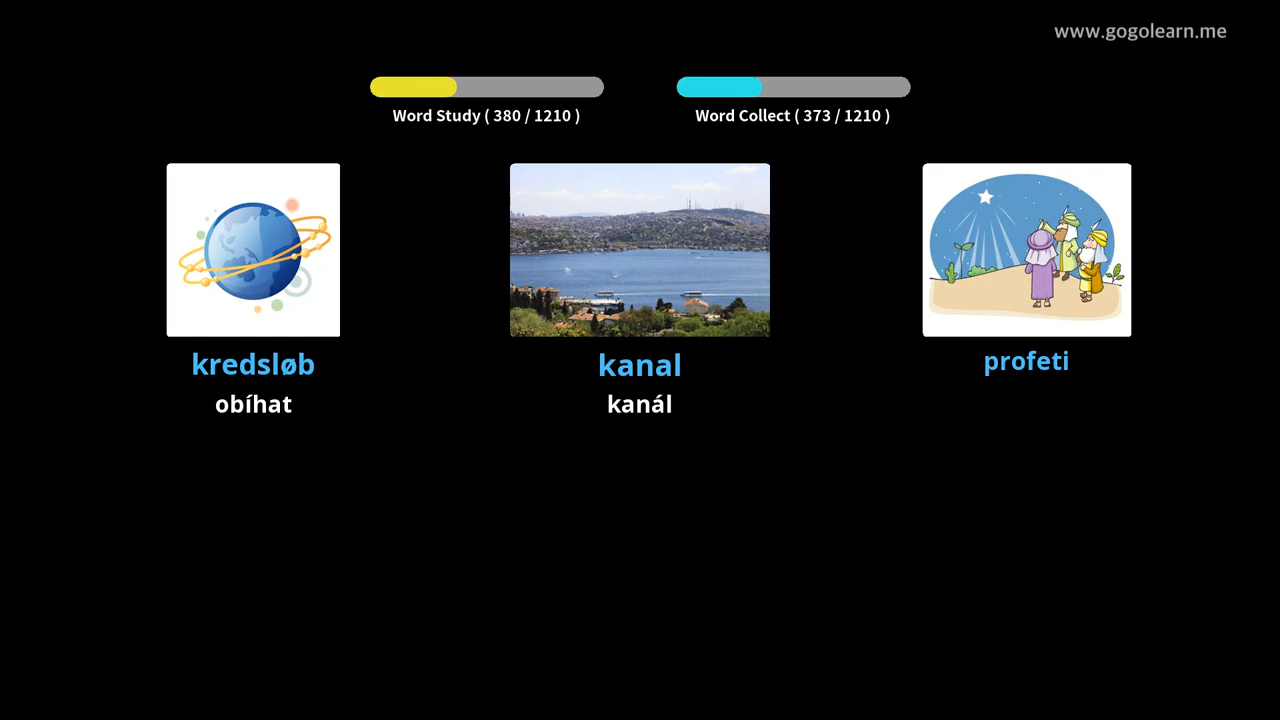 www.gogolearn.me
Word Study ( 380 / 1210 )
Word Collect ( 373 / 1210 )
kredsløb
kanal
profeti
obíhat
kanál